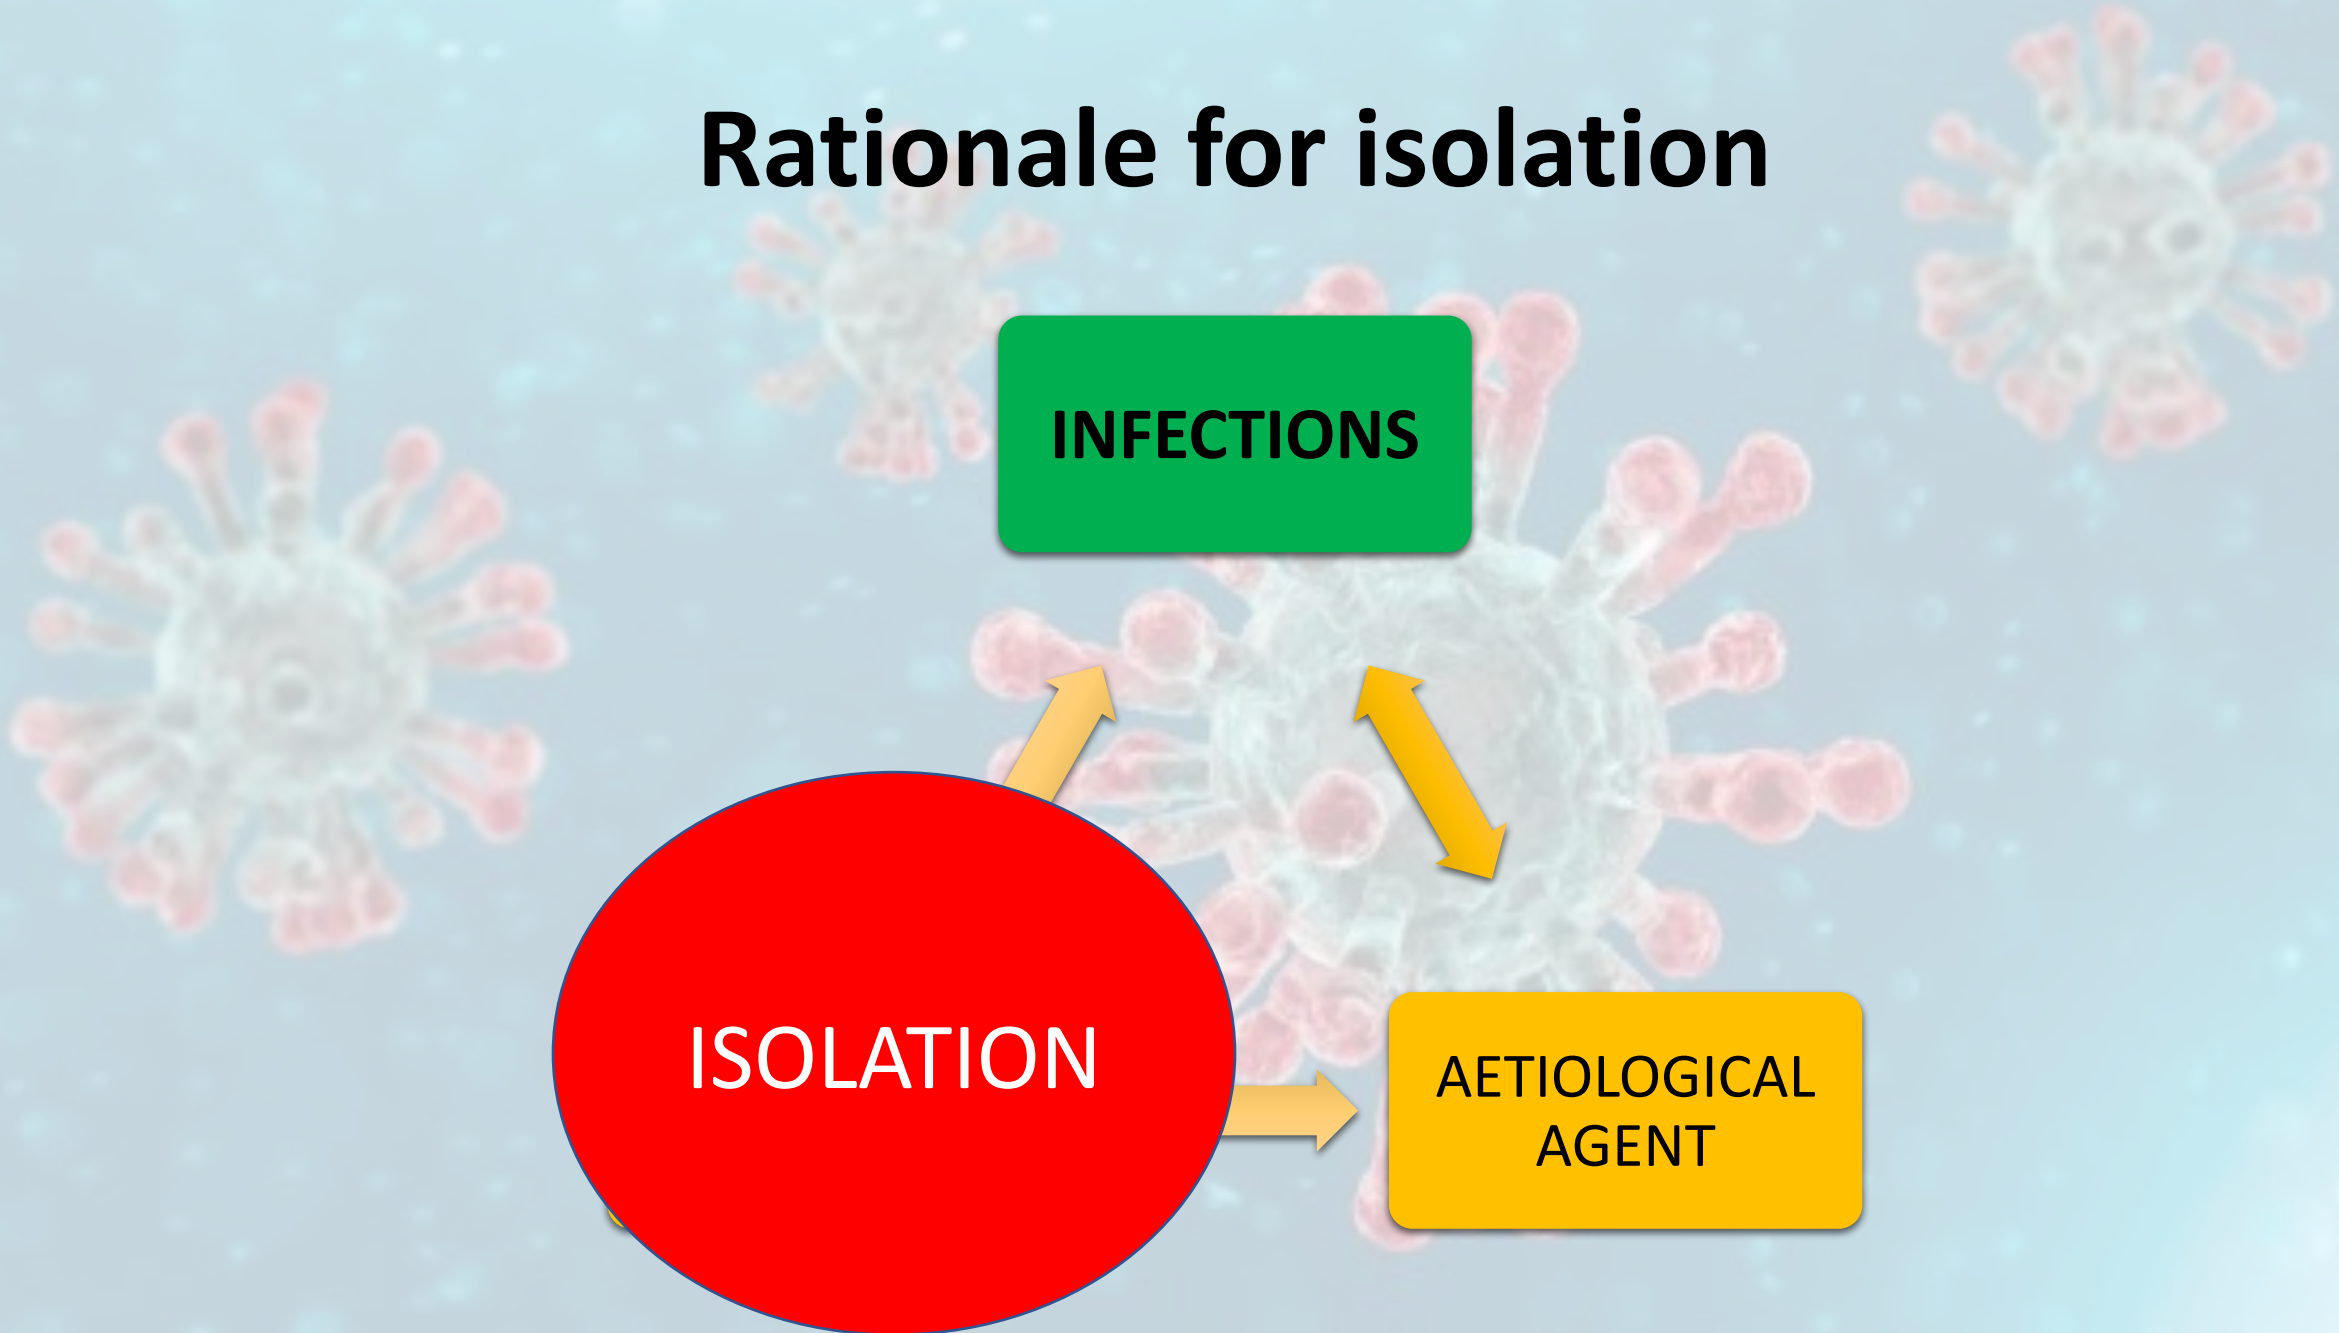 Rationale for isolation
INFECTIONS
ISOLATION
AETIOLOGICAL
AGENT